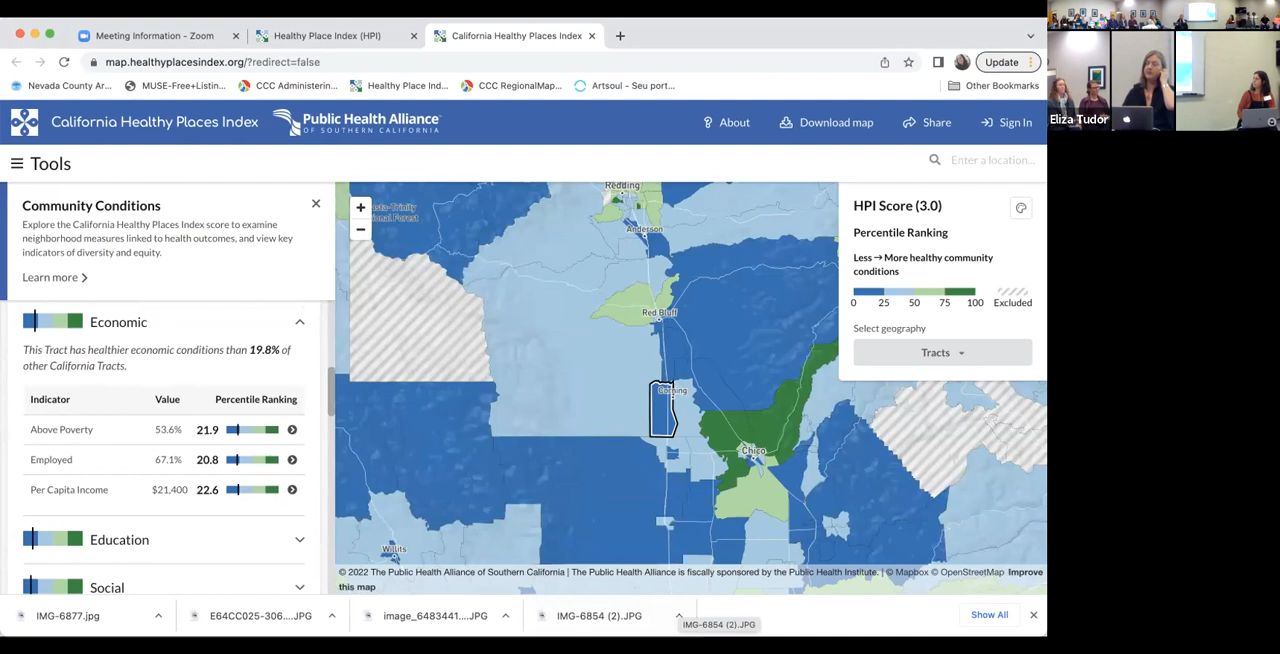 Meeting Information - Zoom
Healthy Place Index (HPI)
California Healthy Places Index
map.healthyplacesindex.org/?redirect=false
Update
Nevada County Ar...
MUSE-Free+Listin...
CCC Administerin...
Healthy Place Ind...
CCC RegionalMap...
Artsoul - Seu port...
Other Bookmarks
California Healthy Places Index
Public Health Alliance
OF SOUTHERN CALIFORNIA
About
Download map
Share
Sign In
Tools
Enter a location...
Community Conditions
Explore the California Healthy Places Index score to examine
neighborhood measures linked to health outcomes, and view key
indicators of diversity and equity.
Learn more
Economic
This Tract has healthier economic conditions than 19.8% of
other California Tracts.
Indicator Value Percentile Ranking
Above Poverty 53.6% 21.9
Employed 67.1% 20.8
Per Capita Income $21,400 22.6
Education
Social
Redding
Anderson
Red Bluff
Corning
Chico
Willits
HPI Score (3.0)
Percentile Ranking
Less → More healthy community
conditions
0 25 50 75 100 Excluded
Select geography
Tracts
© 2022 The Public Health Alliance of Southern California | The Public Health Alliance is fiscally sponsored by the Public Health Institute. | © Mapbox © OpenStreetMap Improve
this map
IMG-6877.jpg
E64CC025-306....JPG
image_6483441....JPG
IMG-6854 (2).JPG
IMG-6854 (2).JPG
Show All
Eliza Tudor